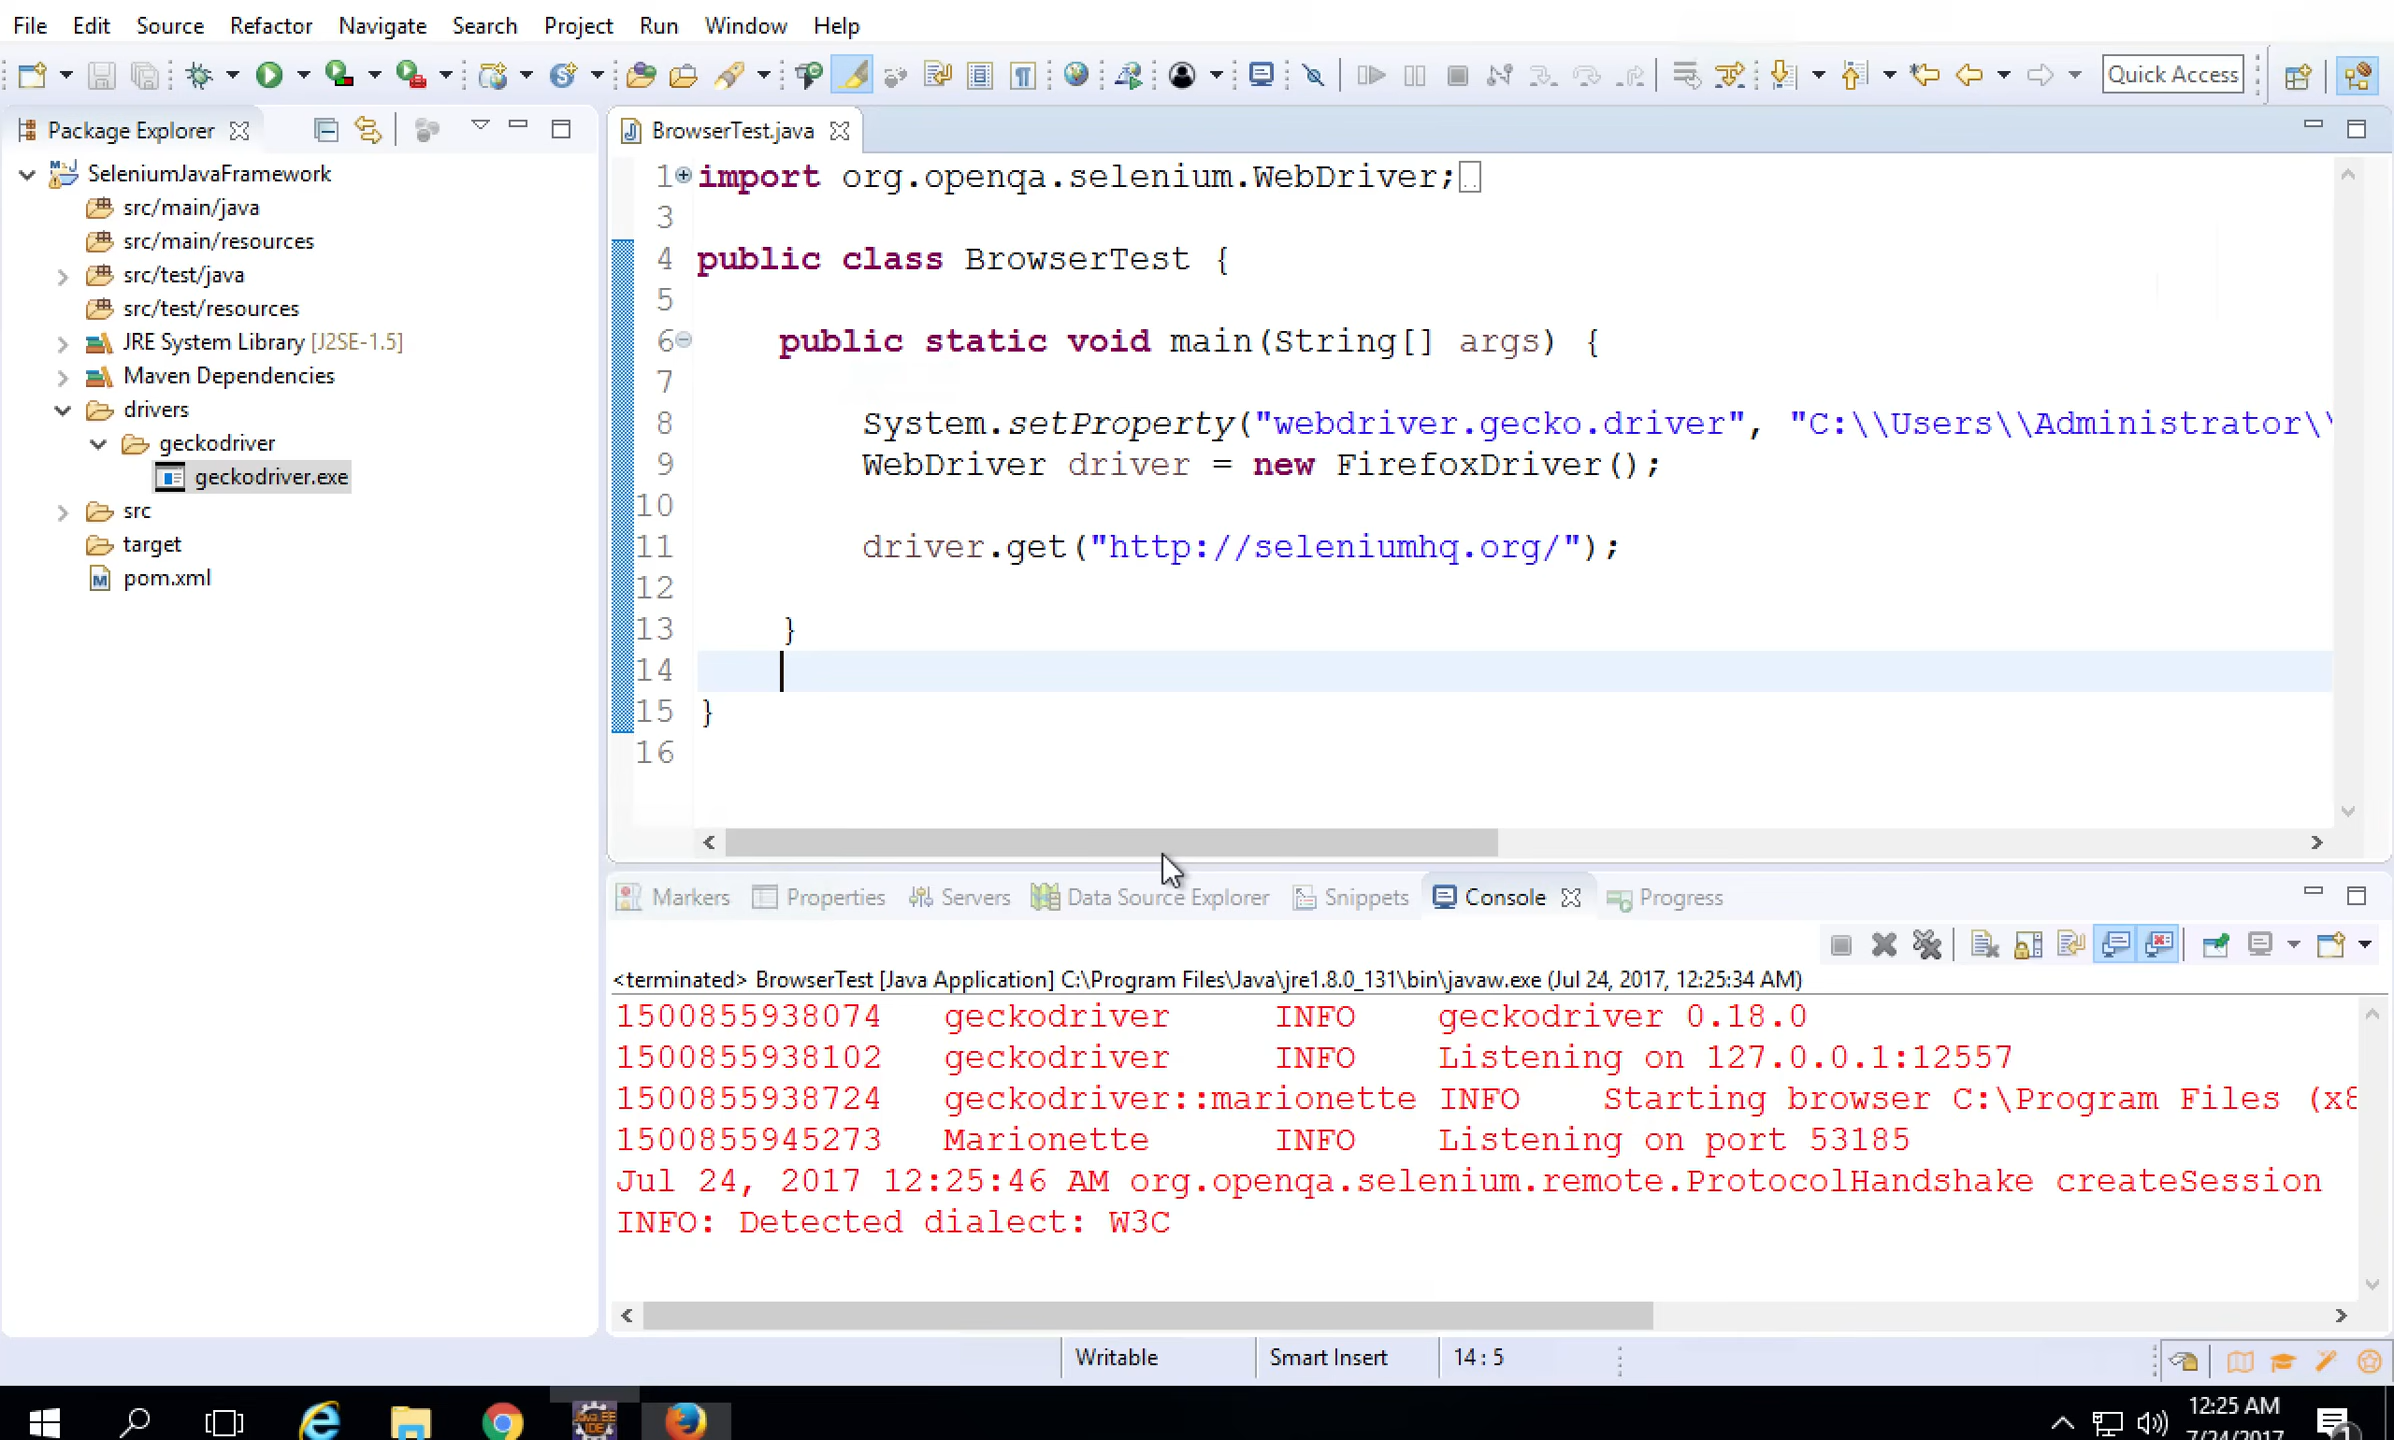 File Edit Source Refactor Navigate Search Project Run Window Help
Quick Access
Package Explorer
SeleniumJavaFramework
src/main/java
src/main/resources
src/test/java
src/test/resources
JRE System Library [J2SE-1.5]
Maven Dependencies
drivers
geckodriver
geckodriver.exe
src
target
pom.xml
BrowserTest.java
1 import org.openqa.selenium.WebDriver;
3
4 public class BrowserTest {
5
6 public static void main(String[] args) {
7
8 System.setProperty("webdriver.gecko.driver", "C:\\Users\\Administrator\\
9 WebDriver driver = new FirefoxDriver();
10
11 driver.get("http://seleniumhq.org/");
12
13 }
14
15 }
16
Markers Properties Servers Data Source Explorer Snippets Console Progress
<terminated> BrowserTest [Java Application] C:\Program Files\Java\jre1.8.0_131\bin\javaw.exe (Jul 24, 2017, 12:25:34 AM)
1500855938074 geckodriver INFO geckodriver 0.18.0
1500855938102 geckodriver INFO Listening on 127.0.0.1:12557
1500855938724 geckodriver::marionette INFO Starting browser C:\Program Files (x8
1500855945273 Marionette INFO Listening on port 53185
Jul 24, 2017 12:25:46 AM org.openqa.selenium.remote.ProtocolHandshake createSession
INFO: Detected dialect: W3C
Writable Smart Insert 14 : 5
12:25 AM
7/24/2017